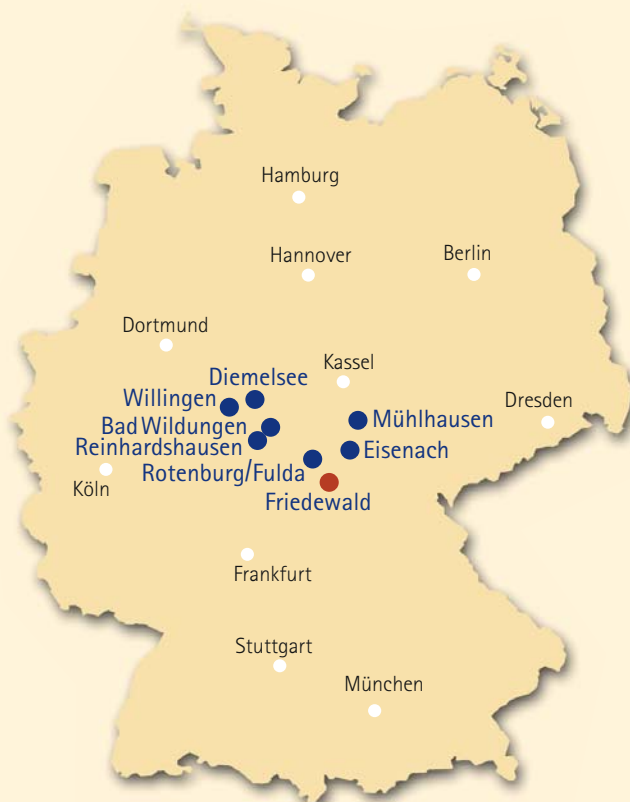 Hamburg
Hannover
Berlin
Dortmund
Kassel
Diemelsee
Willingen
Dresden
Bad Wildungen
Mühlhausen
Reinhardshausen
Eisenach
Rotenburg/Fulda
Köln
Friedewald
Frankfurt
Stuttgart
München